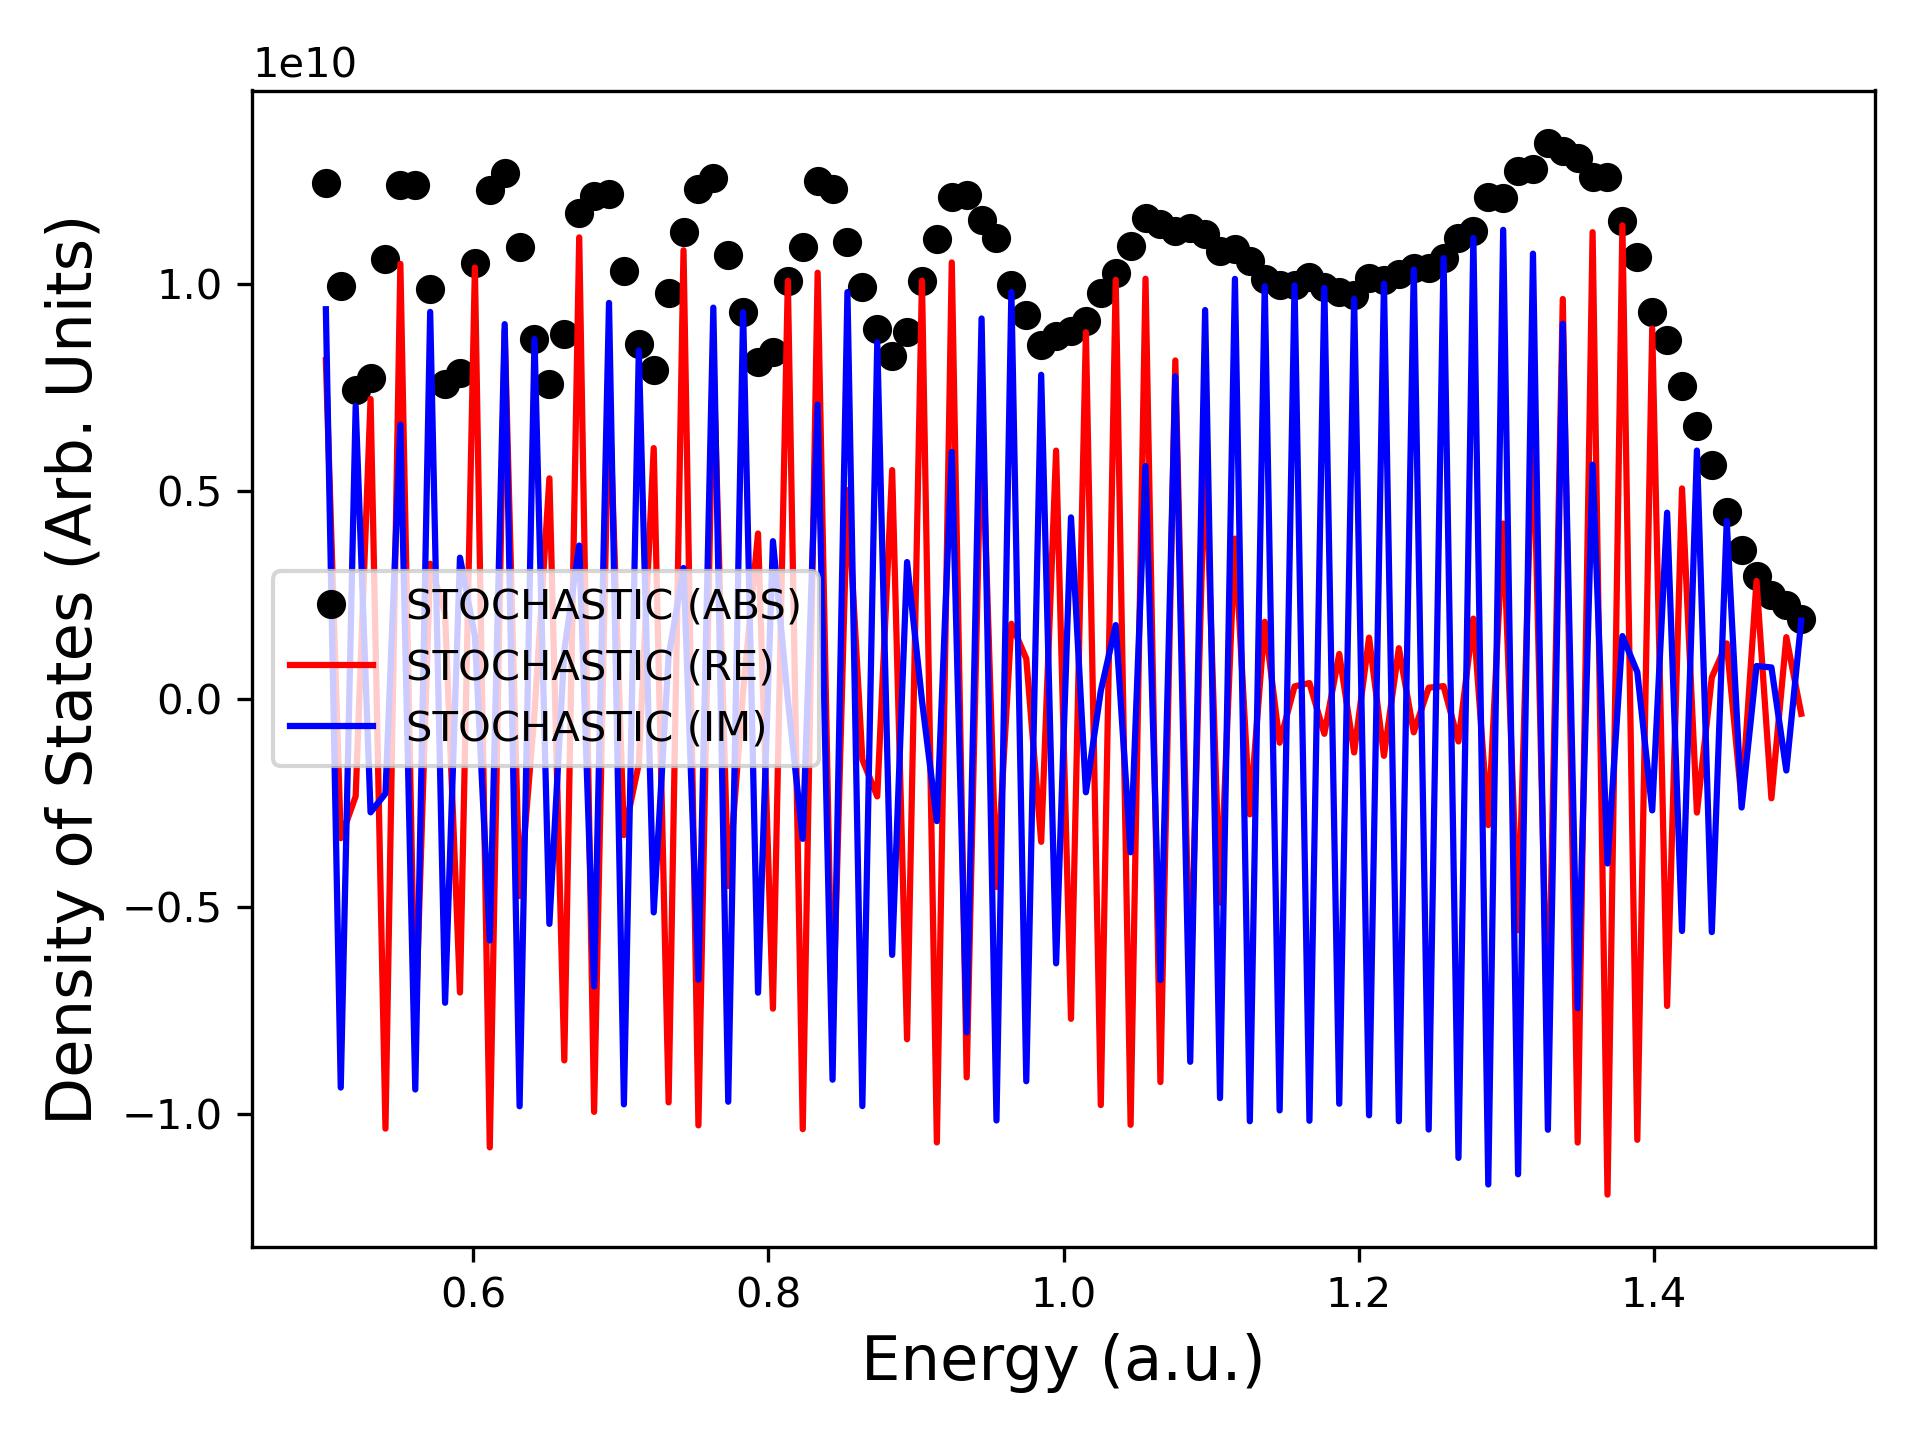 1e10
Density of States (Arb. Units)
1.0
0.5
0.0
−0.5
−1.0
STOCHASTIC (ABS)
STOCHASTIC (RE)
STOCHASTIC (IM)
0.6 0.8 1.0 1.2 1.4
Energy (a.u.)